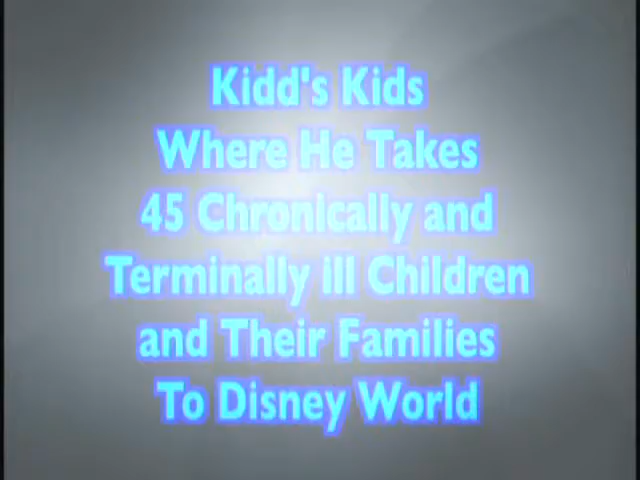 Kidd's Kids
Where He Takes
45 Chronically and
Terminally ill Children
and Their Families
To Disney World